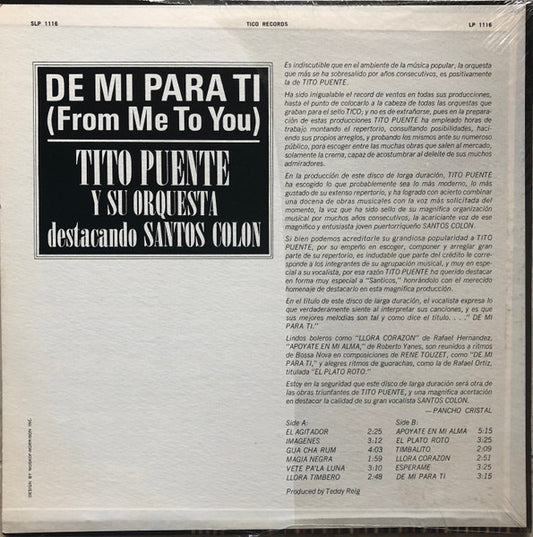 SLP 1116 TICO RECORDS LP 1116
DE MI PARA TI
(From Me To You)
TITO PUENTE
Y SU ORQUESTA
destacando SANTOS COLON
Es indiscutible que en el ambiente de la música popular, la orquesta
que más se ha sobresalido por años consecutivos, es positivamente
la de TITO PUENTE.
Ha sido inigualable el record de ventos en todas sus producciones,
hasta el punto de colocarlo a la cabeza de todas las orquestas que
graban para el sello TICO; y no es de extrañorse, pues en la prepara-
ción de estas producciones TITO PUENTE ha empleado horas de
trabajo montando el repertorio, consultando posibilidades, haci-
endo sus propios arreglos, y probando los mismos ante su numeroso
público, para escoger entre las muchas obras que salen al mercado,
solamente la crema, capaz de acostumbrar al deleite de sus muchos
admiradores.
En la producción de este disco de larga duración, TITO PUENTE
ha escogido lo que probablemente sea lo más moderno, lo más
gustado de su extenso repertorio, y ha logrado con acierto combinar
una docena de obras musicales con la voz más solicitada del
momento, la voz que ha sido sello de su magnífica organización
musical por muchos años consecutivos, la acariciante voz de ese
magnífico y entusiasta joven puertorriqueño SANTOS COLON.
Si bien podemos acreditarle su grandiosa popularidad a TITO
PUENTE, por su empeño en escoger, componer y arreglar gran
parte de su repertorio, es indudable que parte del crédito le corre-
sponde a los integrantes de su agrupación musical, y muy en espe-
cial a su vocalista, por esa razón TITO PUENTE ha querido destacar
en forma muy especial a "Santicos," honrándolo con el merecido
homenaje de destacarlo en esta magnífica producción.
En el título de este disco de larga duración, el vocalista expresa lo
que verdaderamente siente al interpretar sus canciones, y es que
sus mejores melodias son tal y como dice el título. . . ." DE MI
PARA TI."
Lindos boleros como "LLORA CORAZON" de Rafael Hernandez,
"APOYATE EN MI ALMA," de Roberto Yanes, son reunidos a ritmos
de Bossa Nova en composiciones de RENE TOUZET, como "DE MI
PARA TI," y alegres ritmos de guarachas, como la de Rafael Ortiz,
titulada "EL PLATO ROTO."
Estoy en la seguridad que este disco de larga duración será otra de
las obras triunfantes de TITO PUENTE, y una magnífica acertación
en destacar la calidad de su gran vocalista SANTOS COLON.
— PANCHO CRISTAL
Side A: Side B:
EL AGITADOR 2:25 APOYATE EN MI ALMA 5:15
IMAGENES 3:12 EL PLATO ROTO 3:25
GUA CHA RUM 4:03 TIMBALITO 2:09
MAGIA NEGRA 1:59 LLORA CORAZON 2:51
VETE PA'LA LUNA 3:10 ESPERAME 3:25
LLORA TIMBERO 2:48 DE MI PARA TI 3:15
Produced by Teddy Reig